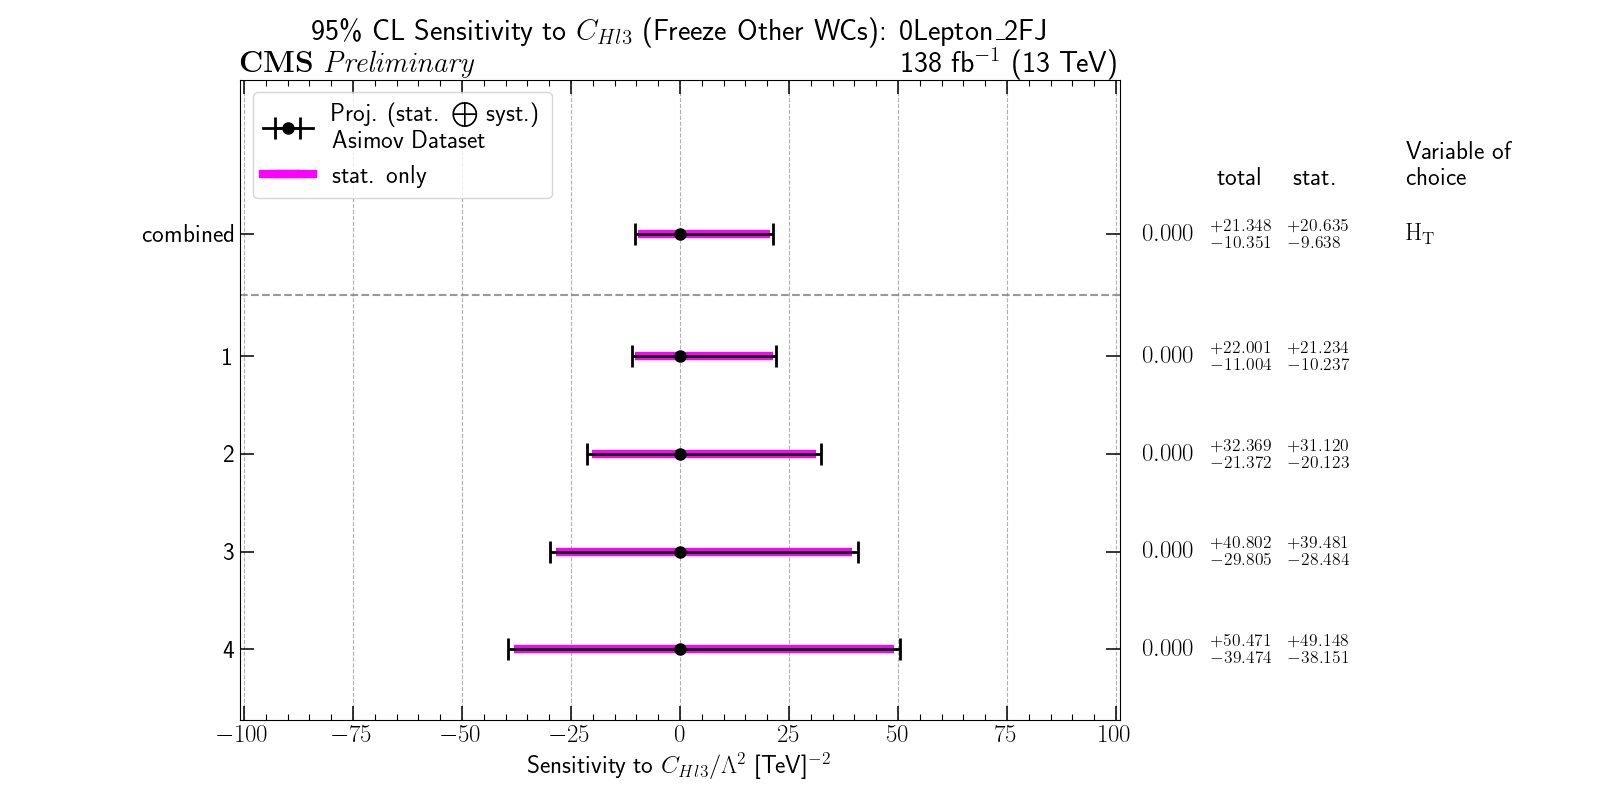 95% CL Sensitivity to C_{Hl3} (Freeze Other WCs): 0Lepton_2FJ
CMS Preliminary 138 fb⁻¹ (13 TeV)
Proj. (stat. ⨁ syst.)
Asimov Dataset
stat. only
Variable of
total stat. choice
combined 0.000 +21.348 −10.351 +20.635 −9.638 H_T
1 0.000 +22.001 −11.004 +21.234 −10.237
2 0.000 +32.369 −21.372 +31.120 −20.123
3 0.000 +40.802 −29.805 +39.481 −28.484
4 0.000 +50.471 −39.474 +49.148 −38.151
−100 −75 −50 −25 0 25 50 75 100
Sensitivity to C_{Hl3}/Λ² [TeV]⁻²